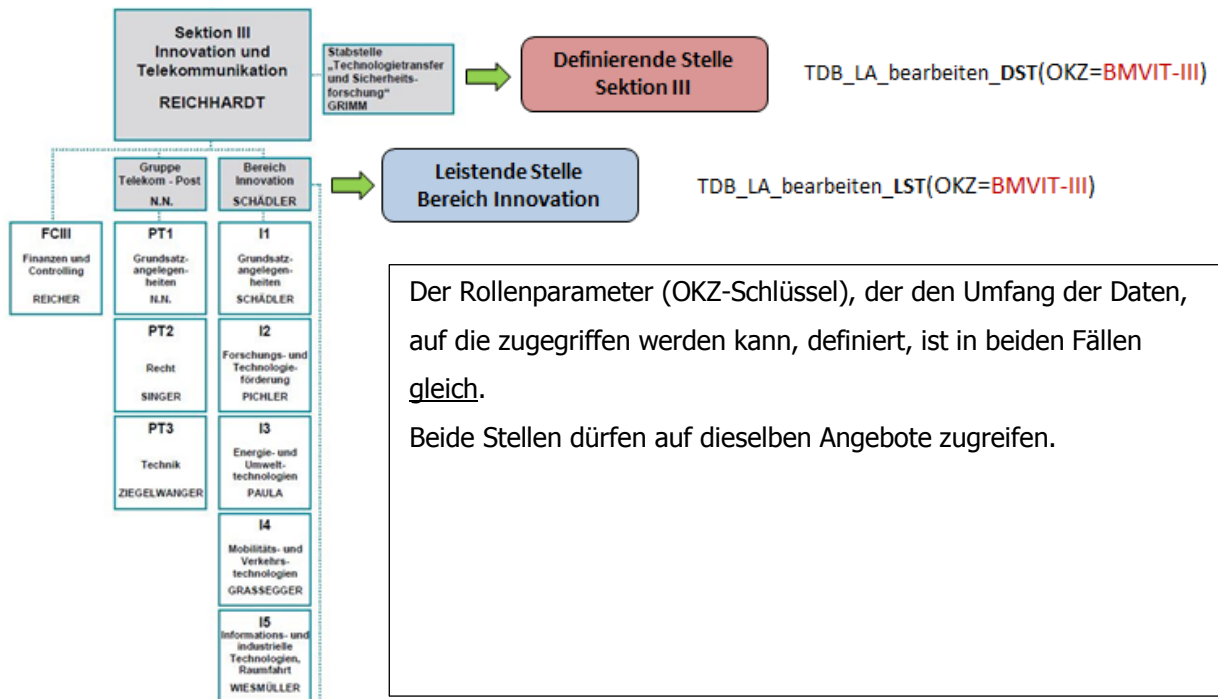 Sektion III
Innovation und
Telekommunikation
REICHHARDT
Stabstelle
„Technologietransfer
und Sicherheits-
forschung“
GRIMM
Definierende Stelle
Sektion III
TDB_LA_bearbeiten_DST(OKZ=BMVIT-III)
Gruppe
Telekom - Post
N.N.
Bereich
Innovation
SCHÄDLER
Leistende Stelle
Bereich Innovation
TDB_LA_bearbeiten_LST(OKZ=BMVIT-III)
FCIII
Finanzen und
Controlling
REICHER
PT1
Grundsatz-
angelegen-
heiten
N.N.
I1
Grundsatz-
angelegen-
heiten
SCHÄDLER
PT2
Recht
SINGER
I2
Forschungs- und
Technologie-
förderung
PICHLER
PT3
Technik
ZIEGELWANGER
I3
Energie- und
Umwelt-
technologien
PAULA
I4
Mobilitäts- und
Verkehrs-
technologien
GRASSEGGER
I5
Informations- und
industrielle
Technologien,
Raumfahrt
WIESMÜLLER
Der Rollenparameter (OKZ-Schlüssel), der den Umfang der Daten,
auf die zugegriffen werden kann, definiert, ist in beiden Fällen
gleich.
Beide Stellen dürfen auf dieselben Angebote zugreifen.